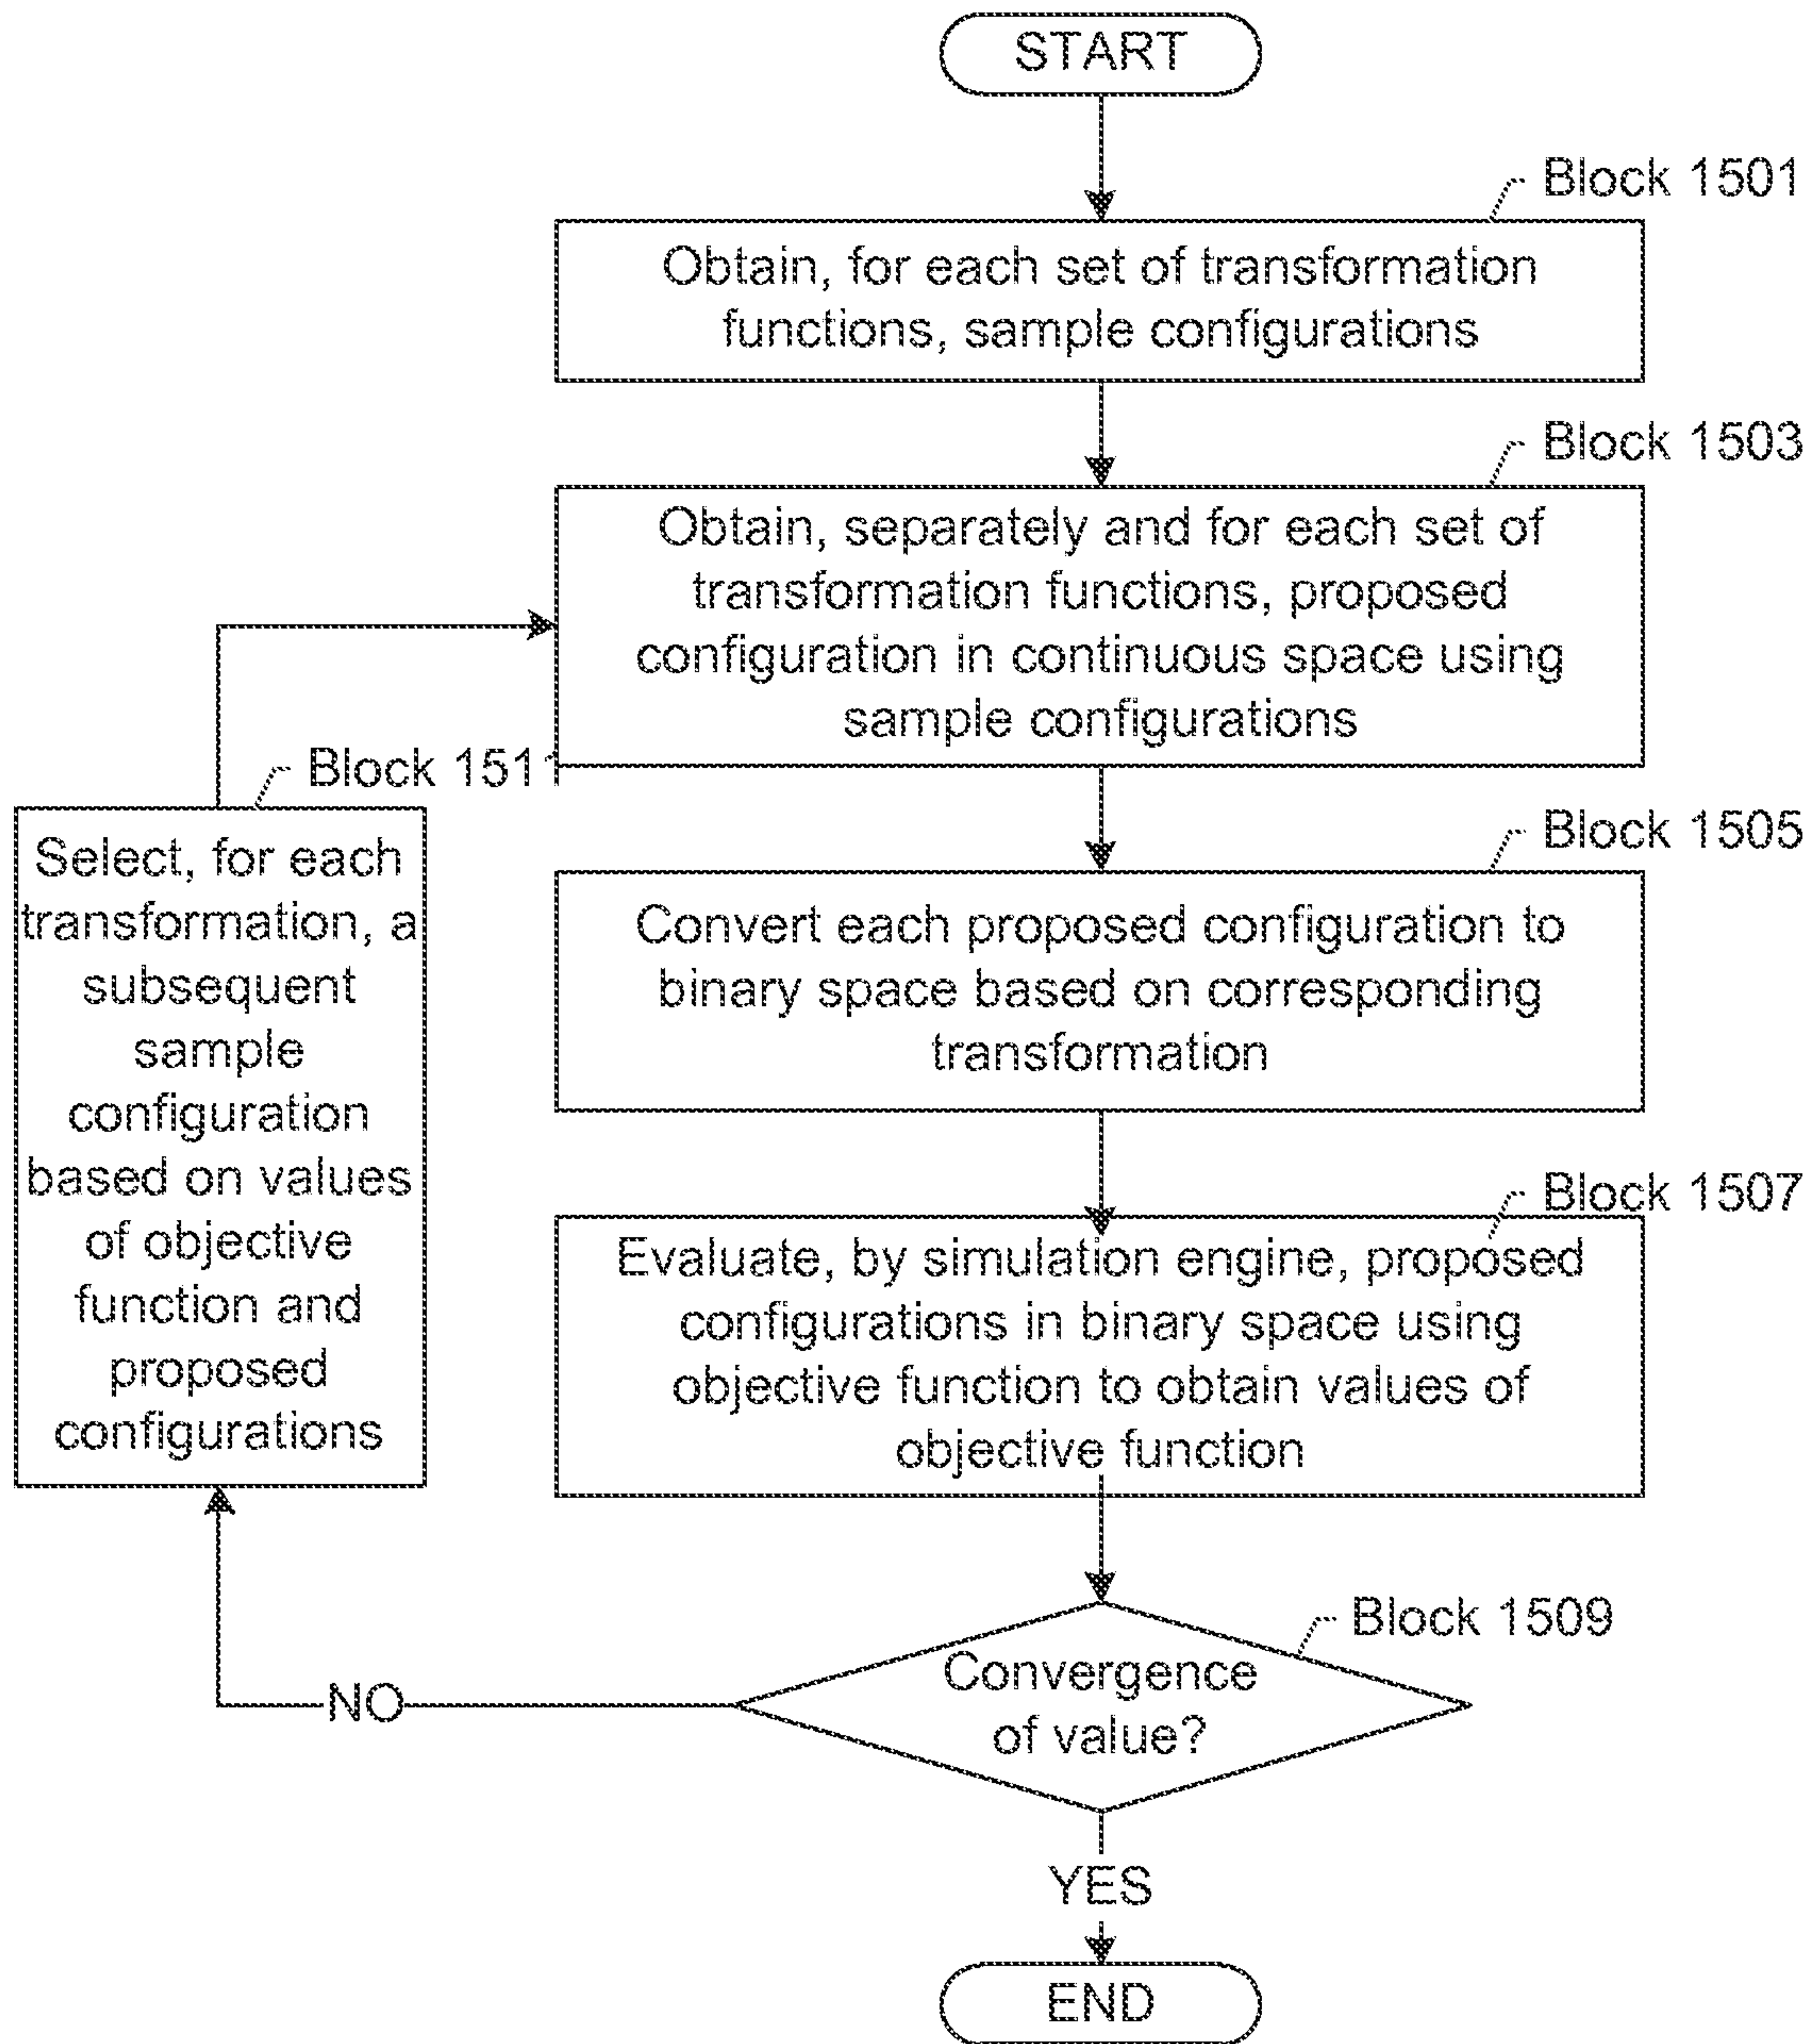 START
Block 1501
Obtain, for each set of transformation
functions, sample configurations
Block 1503
Obtain, separately and for each set of
transformation functions, proposed
configuration in continuous space using
sample configurations
Block 151
Select, for each
transformation, a
subsequent
sample
configuration
based on values
of objective
function and
proposed
configurations
Block 1505
Convert each proposed configuration to
binary space based on corresponding
transformation
Block 1507
Evaluate, by simulation engine, proposed
configurations in binary space using
objective function to obtain values of
objective function
Block 1509
Convergence
of value?
NO
YES
END